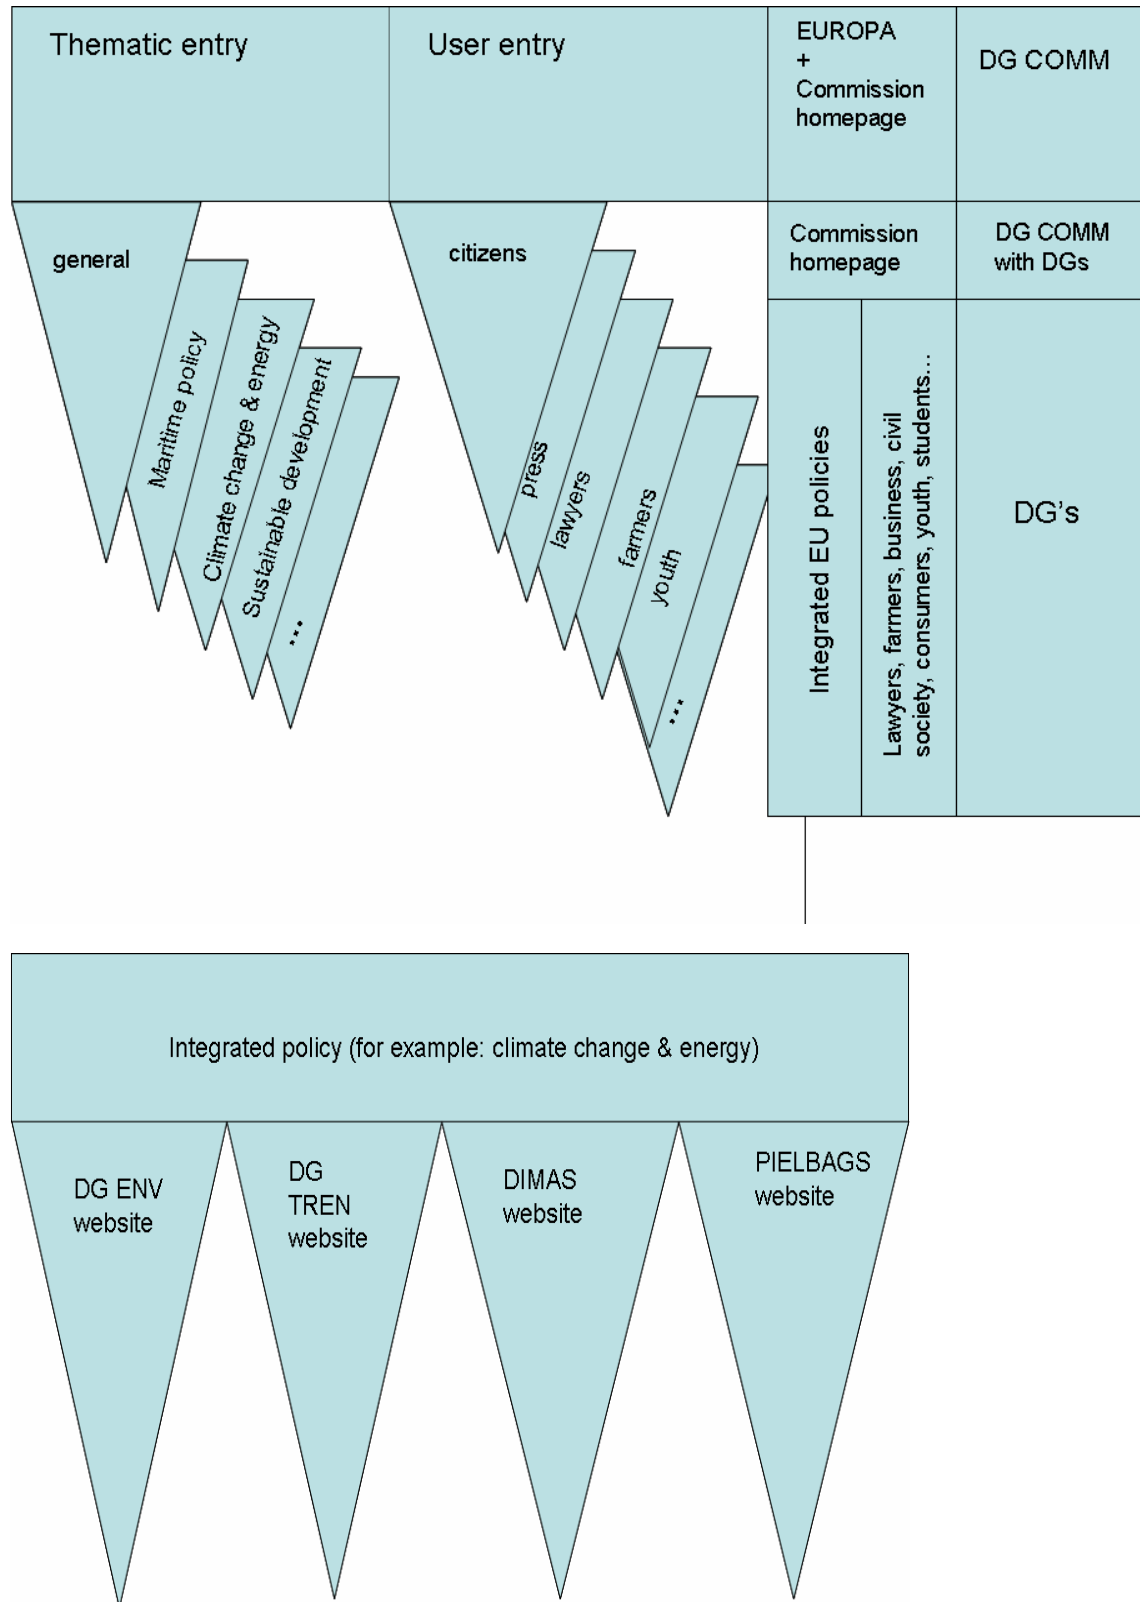 Thematic entry
User entry
EUROPA
+
Commission
homepage
DG COMM
general
Maritime policy
Climate change & energy
Sustainable development
...
citizens
press
lawyers
farmers
youth
...
Commission
homepage
DG COMM
with DGs
Integrated EU policies
Lawyers, farmers, business, civil
society, consumers, youth, students...
DG's
Integrated policy (for example: climate change & energy)
DG ENV
website
DG
TREN
website
DIMAS
website
PIELBAGS
website